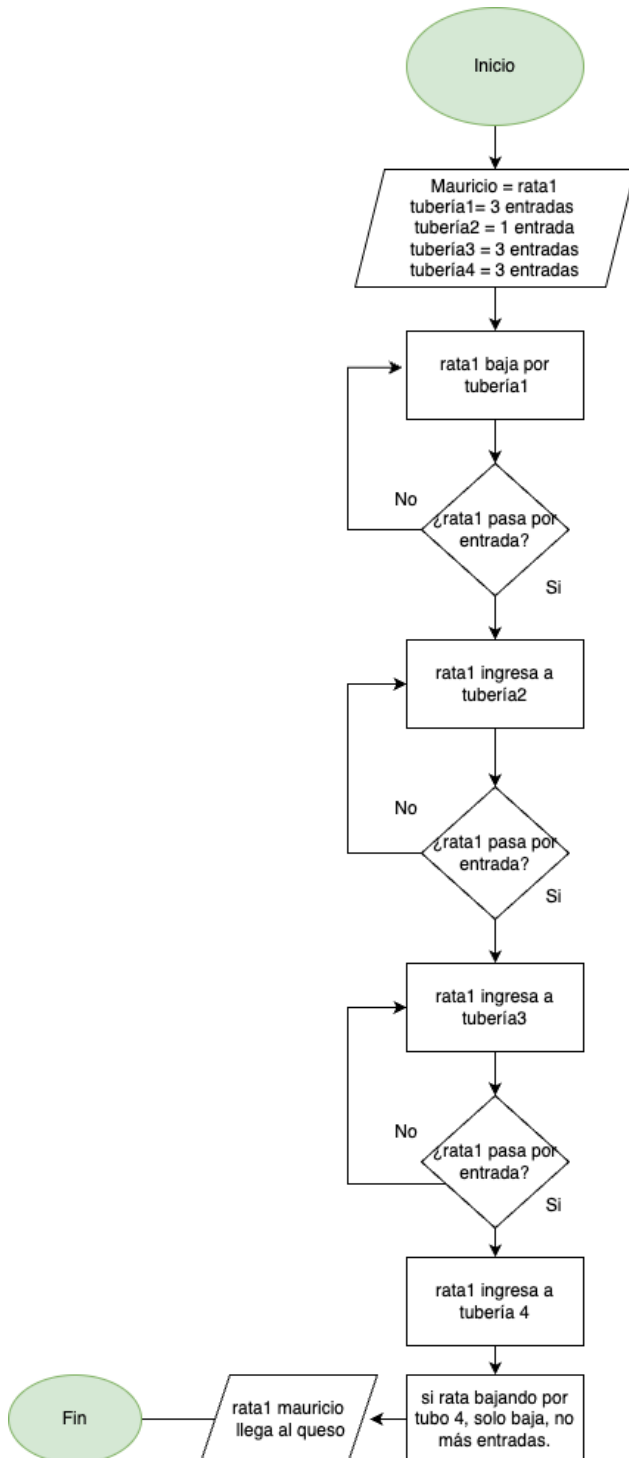 Inicio
Mauricio = rata1
tubería1= 3 entradas
tubería2 = 1 entrada
tubería3 = 3 entradas
tubería4 = 3 entradas
rata1 baja por
tubería1
¿rata1 pasa por
entrada?
No
Si
rata1 ingresa a
tubería2
¿rata1 pasa por
entrada?
No
Si
rata1 ingresa a
tubería3
¿rata1 pasa por
entrada?
No
Si
rata1 ingresa a
tubería 4
si rata bajando por
tubo 4, solo baja, no
más entradas.
rata1 mauricio
llega al queso
Fin